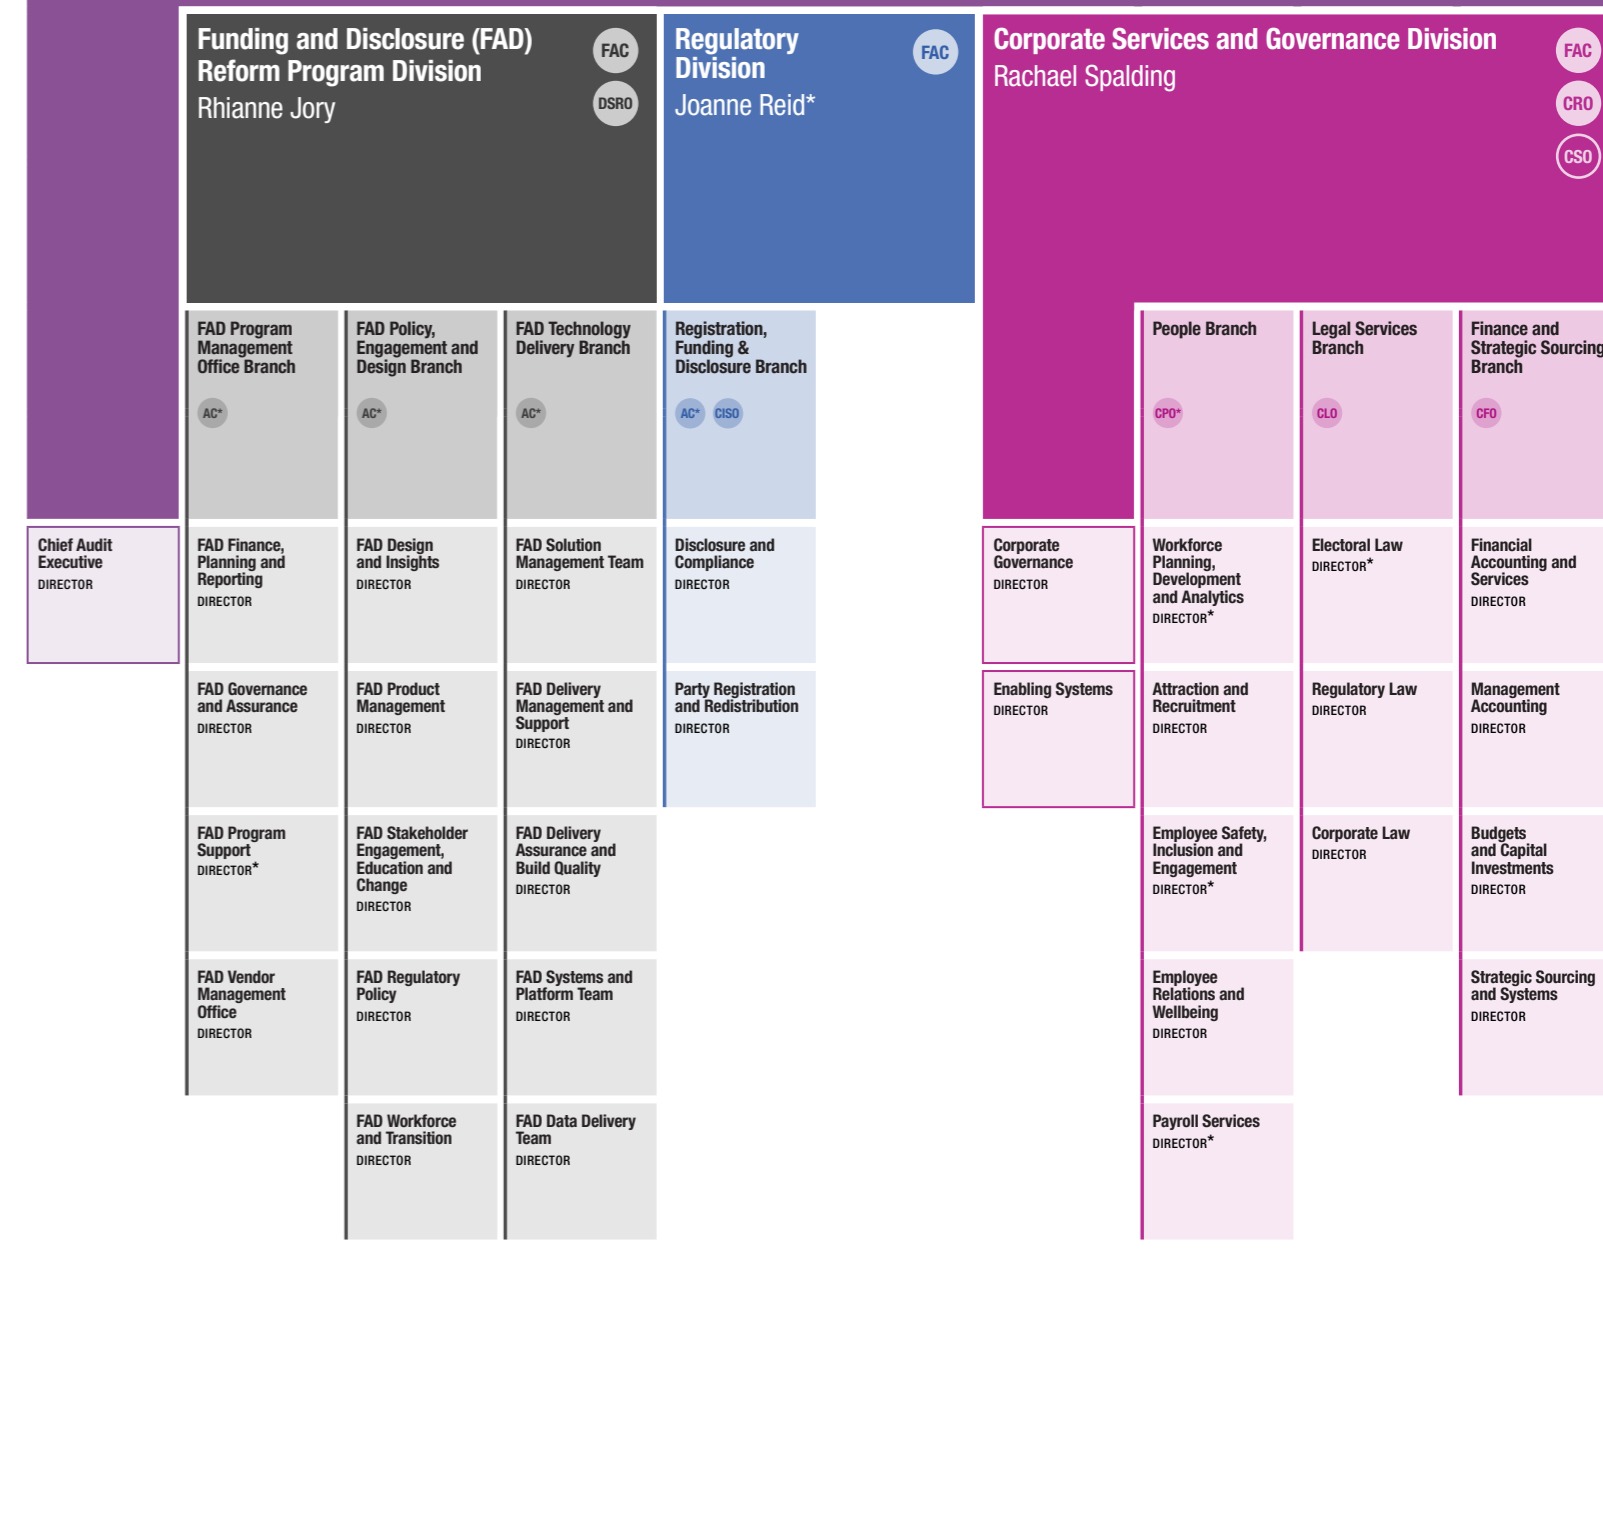 Funding and Disclosure (FAD)
Reform Program Division
Rhianne Jory
FAC
DSRO
Regulatory
Division
Joanne Reid*
FAC
Corporate Services and Governance Division
Rachael Spalding
FAC
CRO
CSO
FAD Program
Management
Office Branch
AC*
FAD Policy,
Engagement and
Design Branch
AC*
FAD Technology
Delivery Branch
AC*
Registration,
Funding &
Disclosure Branch
AC* CISO
People Branch
CPO*
Legal Services
Branch
CLO
Finance and
Strategic Sourcing
Branch
CFO
Chief Audit
Executive
DIRECTOR
FAD Finance,
Planning and
Reporting
DIRECTOR
FAD Design
and Insights
DIRECTOR
FAD Solution
Management Team
DIRECTOR
Disclosure and
Compliance
DIRECTOR
Corporate
Governance
DIRECTOR
Workforce
Planning,
Development
and Analytics
DIRECTOR*
Electoral Law
DIRECTOR*
Financial
Accounting and
Services
DIRECTOR
FAD Governance
and Assurance
DIRECTOR
FAD Product
Management
DIRECTOR
FAD Delivery
Management and
Support
DIRECTOR
Party Registration
and Redistribution
DIRECTOR
Enabling Systems
DIRECTOR
Attraction and
Recruitment
DIRECTOR
Regulatory Law
DIRECTOR
Management
Accounting
DIRECTOR
FAD Program
Support
DIRECTOR*
FAD Stakeholder
Engagement,
Education and
Change
DIRECTOR
FAD Delivery
Assurance and
Build Quality
DIRECTOR
Employee Safety,
Inclusion and
Engagement
DIRECTOR*
Corporate Law
DIRECTOR
Budgets
and Capital
Investments
DIRECTOR
FAD Vendor
Management
Office
DIRECTOR
FAD Regulatory
Policy
DIRECTOR
FAD Systems and
Platform Team
DIRECTOR
Employee
Relations and
Wellbeing
DIRECTOR
Strategic Sourcing
and Systems
DIRECTOR
FAD Workforce
and Transition
DIRECTOR
FAD Data Delivery
Team
DIRECTOR
Payroll Services
DIRECTOR*